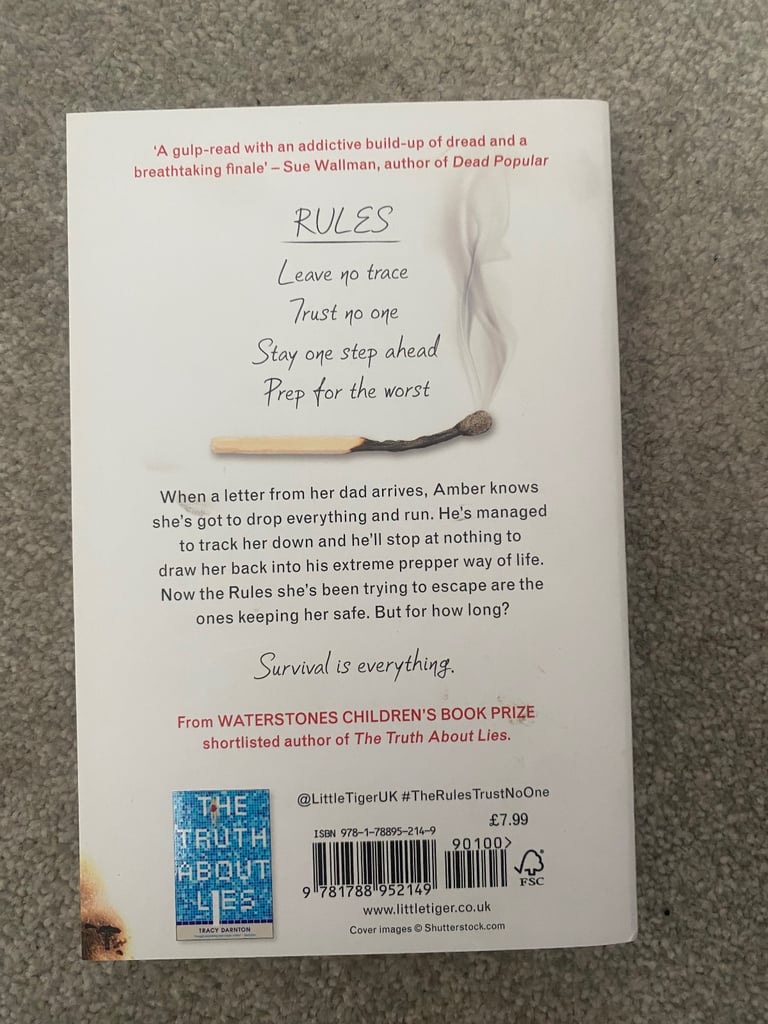 'A gulp-read with an addictive build-up of dread and a
breathtaking finale' – Sue Wallman, author of Dead Popular
RULES
Leave no trace
Trust no one
Stay one step ahead
Prep for the worst
When a letter from her dad arrives, Amber knows
she's got to drop everything and run. He's managed
to track her down and he'll stop at nothing to
draw her back into his extreme prepper way of life.
Now the Rules she's been trying to escape are the
ones keeping her safe. But for how long?
Survival is everything.
From WATERSTONES CHILDREN'S BOOK PRIZE
shortlisted author of The Truth About Lies.
THE
TRUTH
ABOUT
LIES
TRACY DARNTON
@LittleTigerUK #TheRulesTrustNoOne
£7.99
ISBN 978-1-78895-214-9
90100>
9 781788 952149
FSC
www.littletiger.co.uk
Cover images © Shutterstock.com